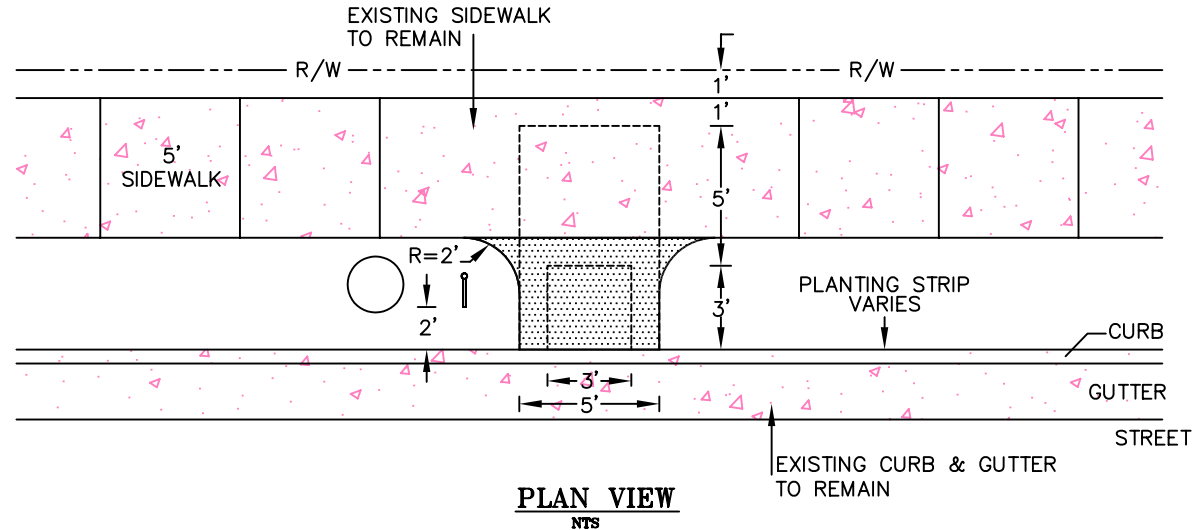 EXISTING SIDEWALK
TO REMAIN
R/W
R/W
1'
1'
5'
SIDEWALK
5'
R=2'
2'
3'
PLANTING STRIP
VARIES
CURB
3'
5'
GUTTER
STREET
EXISTING CURB & GUTTER
TO REMAIN
PLAN VIEW
NTS